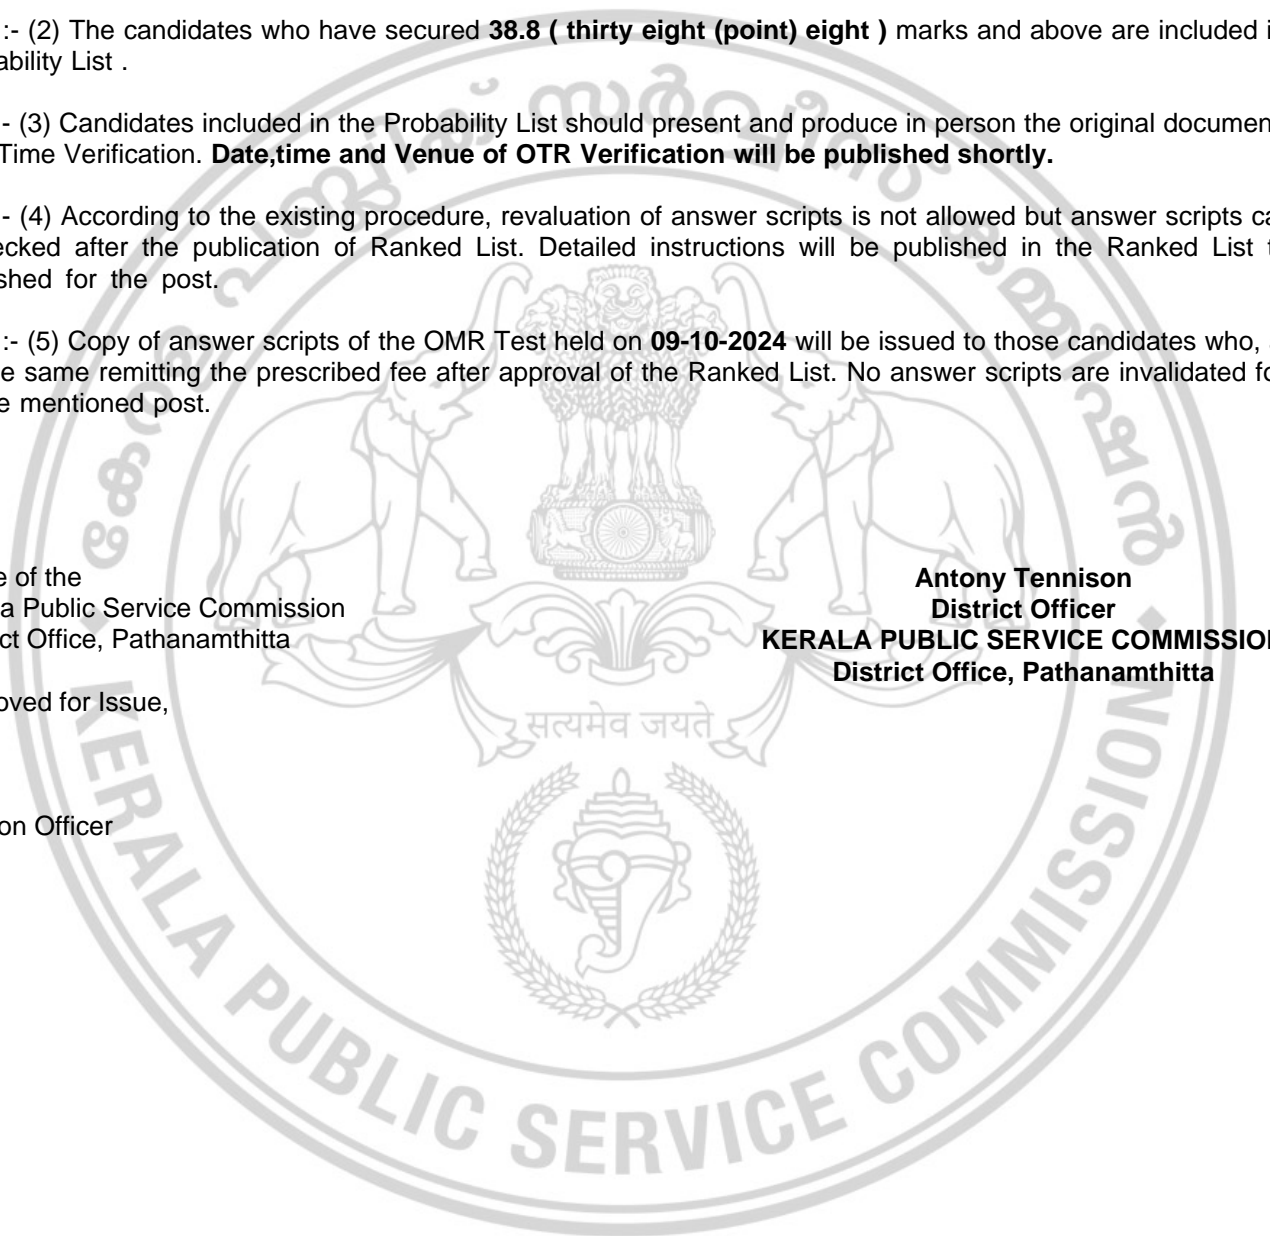 :- (2) The candidates who have secured 38.8 ( thirty eight (point) eight ) marks and above are included i
ability List .
- (3) Candidates included in the Probability List should present and produce in person the original documen
Time Verification. Date,time and Venue of OTR Verification will be published shortly.
- (4) According to the existing procedure, revaluation of answer scripts is not allowed but answer scripts ca
ecked after the publication of Ranked List. Detailed instructions will be published in the Ranked List t
shed for the post.
:- (5) Copy of answer scripts of the OMR Test held on 09-10-2024 will be issued to those candidates who,
e same remitting the prescribed fee after approval of the Ranked List. No answer scripts are invalidated fo
e mentioned post.
e of the
a Public Service Commission
ct Office, Pathanamthitta
Antony Tennison
District Officer
KERALA PUBLIC SERVICE COMMISSION
District Office, Pathanamthitta
oved for Issue,
on Officer
കേരള പബ്ലിക് സർവീസ് കമ്മീഷൻ
सत्यमेव जयते
KERALA PUBLIC SERVICE COMMISSION